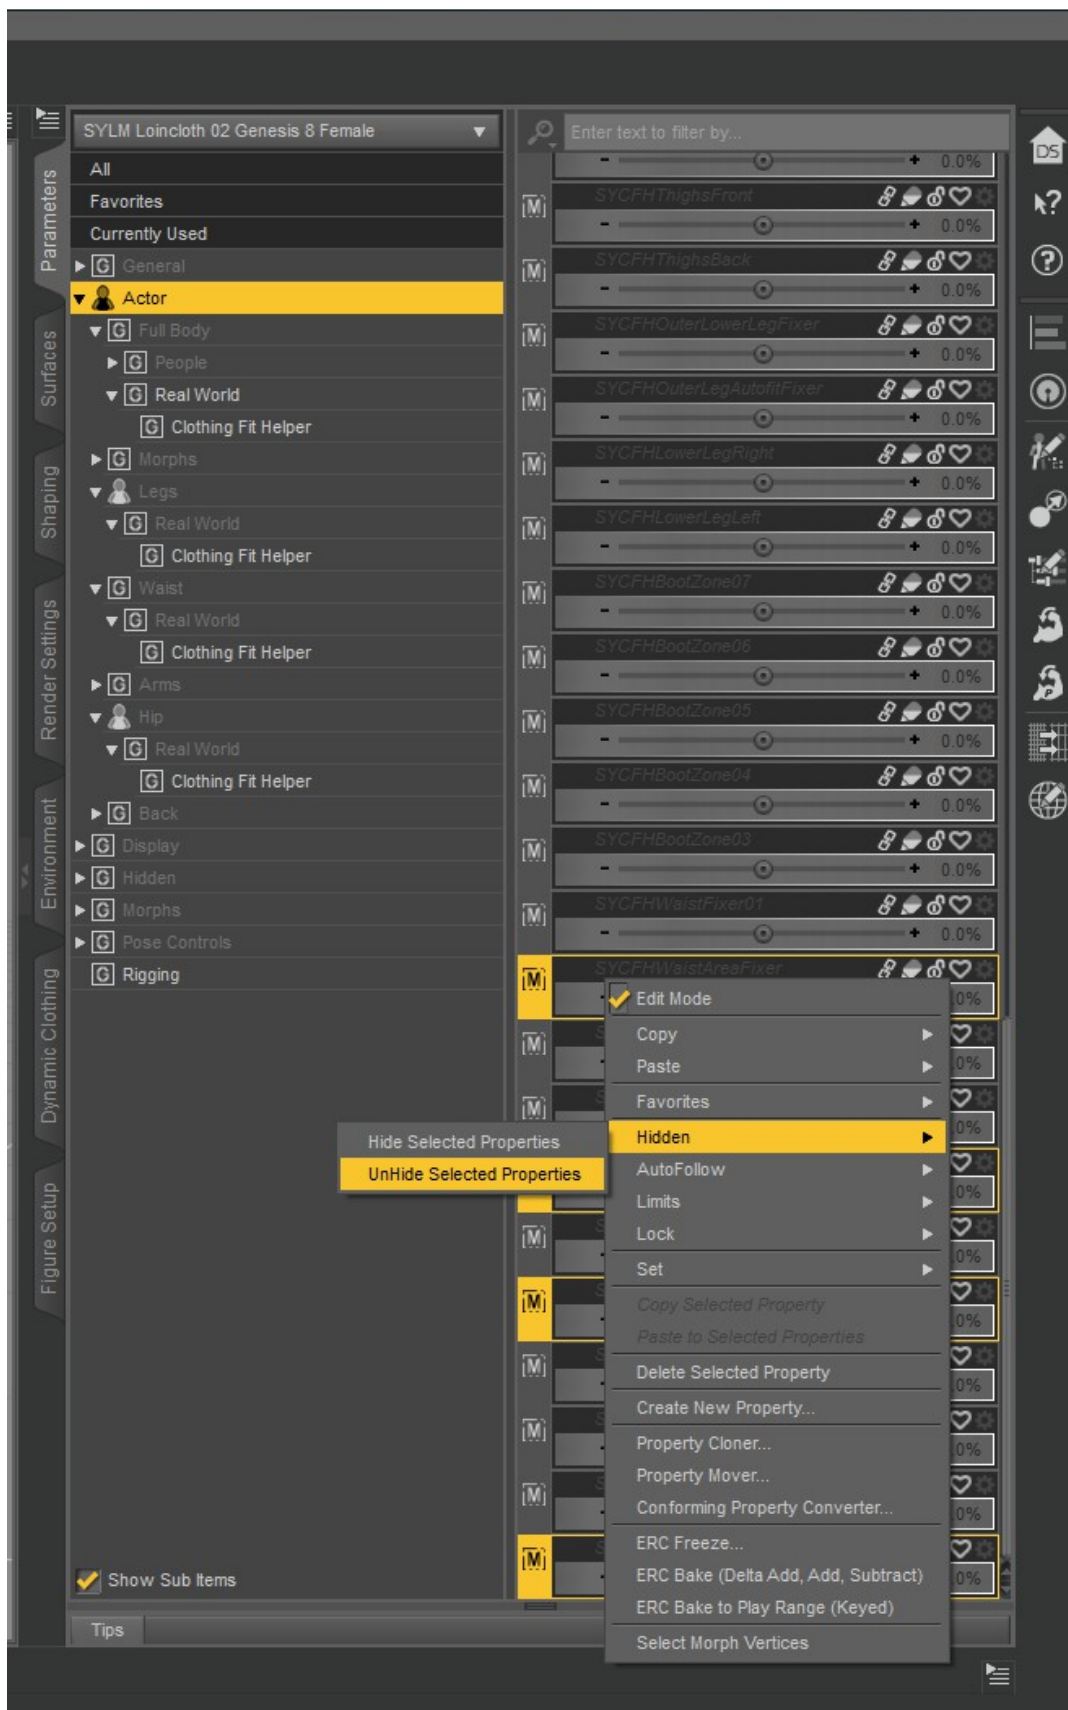 SYLM Loincloth 02 Genesis 8 Female
Enter text to filter by...
All
Favorites
Currently Used
General
Actor
Full Body
People
Real World
Clothing Fit Helper
Morphs
Legs
Real World
Clothing Fit Helper
Waist
Real World
Clothing Fit Helper
Arms
Hip
Real World
Clothing Fit Helper
Back
Display
Hidden
Morphs
Pose Controls
Rigging
Show Sub Items
Tips
Parameters
Surfaces
Shaping
Render Settings
Environment
Dynamic Clothing
Figure Setup
0.0%
SYCFHThighsFront
0.0%
SYCFHThighsBack
0.0%
SYCFHOuterLowerLegFixer
0.0%
SYCFHOuterLegAutofitFixer
0.0%
SYCFHLowerLegRight
0.0%
SYCFHLowerLegLeft
0.0%
SYCFHBootZone07
0.0%
SYCFHBootZone06
0.0%
SYCFHBootZone05
0.0%
SYCFHBootZone04
0.0%
SYCFHBootZone03
0.0%
SYCFHWaistFixer01
0.0%
SYCFHWaistAreaFixer
Edit Mode
Copy
Paste
Favorites
Hidden
Hide Selected Properties
UnHide Selected Properties
AutoFollow
Limits
Lock
Set
Copy Selected Property
Paste to Selected Properties
Delete Selected Property
Create New Property...
Property Cloner...
Property Mover...
Conforming Property Converter...
ERC Freeze...
ERC Bake (Delta Add, Add, Subtract)
ERC Bake to Play Range (Keyed)
Select Morph Vertices
DS